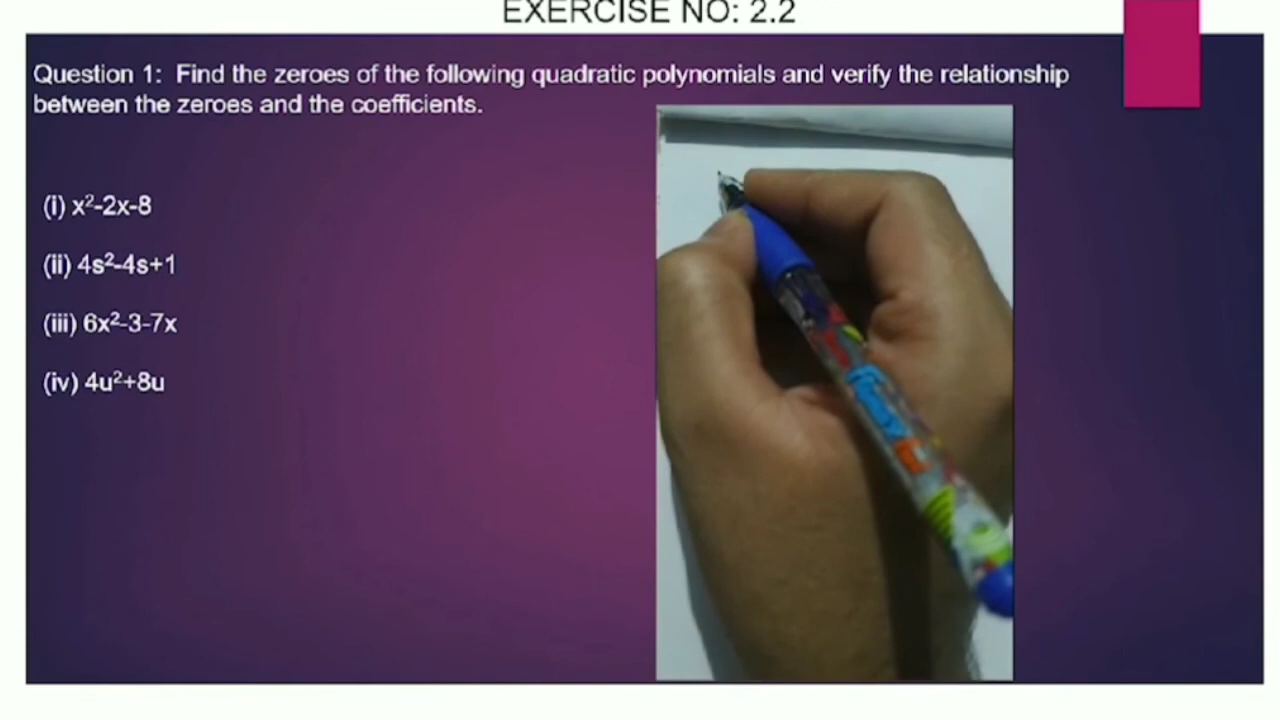 EXERCISE NO: 2.2
Question 1: Find the zeroes of the following quadratic polynomials and verify the relationship
between the zeroes and the coefficients.
(i) x²-2x-8
(ii) 4s²-4s+1
(iii) 6x²-3-7x
(iv) 4u²+8u